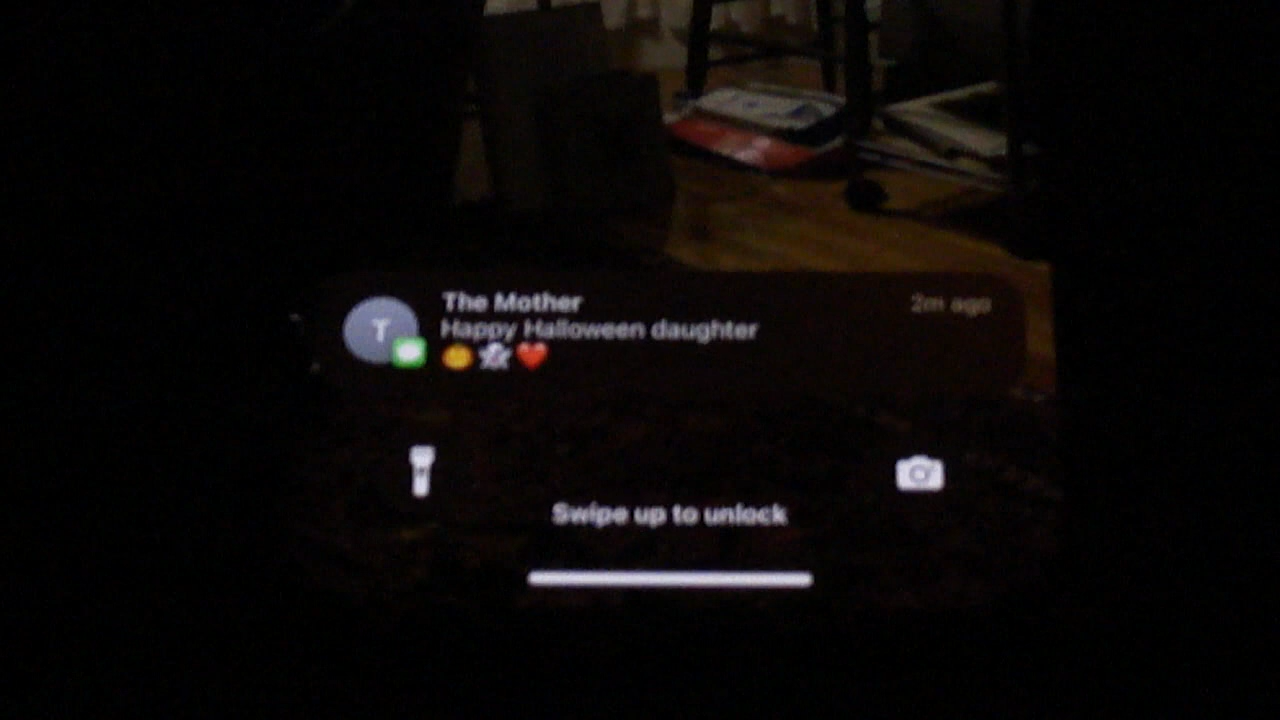 The Mother
2m ago
Happy Halloween daughter
T
Swipe up to unlock